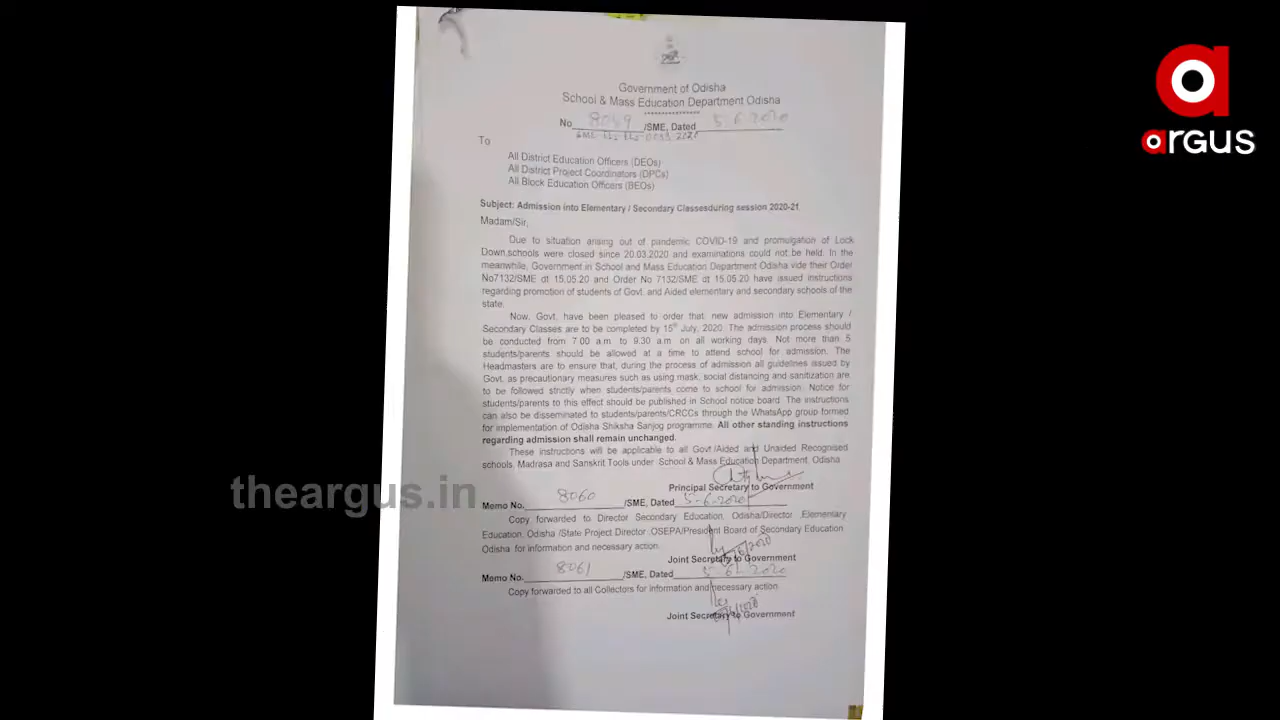 argus
Government of Odisha
School & Mass Education Department Odisha
No 8059 /SME, Dated 5-6-2020
To
All District Education Officers (DEOs)
All District Project Coordinators (DPCs)
All Block Education Officers (BEOs)
Subject: Admission into Elementary / Secondary Classesduring session 2020-21.
Madam/Sir,
Due to situation arising out of pandemic COVID-19 and promulgation of Lock
Down,schools were closed since 20.03.2020 and examinations could not be held. In the
meanwhile, Government in School and Mass Education Department Odisha vide their Order
No7132/SME dt 15.05.20 and Order No 7132/SME dt 15.05.20 have issued instructions
regarding promotion of students of Govt. and Aided elementary and secondary schools of the
state.
Now, Govt. have been pleased to order that new admission into Elementary /
Secondary Classes are to be completed by 15th July, 2020. The admission process should
be conducted from 7.00 a.m. to 9.30 a.m on all working days. Not more than 5
students/parents should be allowed at a time to attend school for admission. The
Headmasters are to ensure that, during the process of admission all guidelines issued by
Govt. as precautionary measures such as using mask, social distancing and sanitization are
to be followed strictly when students/parents come to school for admission. Notice for
students/parents to this effect should be published in School notice board. The instructions
can also be disseminated to students/parents/CRCCs through the WhatsApp group formed
for implementation of Odisha Shiksha Sanjog programme. All other standing instructions
regarding admission shall remain unchanged.
These instructions will be applicable to all Govt /Aided and Unaided Recognised
schools, Madrasa and Sanskrit Tools under School & Mass Education Department, Odisha
Principal Secretary to Government
Memo No. 8060 /SME, Dated 5-6-2020
Copy forwarded to Director Secondary Education, Odisha/Director ,Elementary
Education, Odisha /State Project Director ,OSEPA/President Board of Secondary Education
Odisha for information and necessary action.
Joint Secretary to Government
Memo No. 8061 /SME, Dated 5-6-2020
Copy forwarded to all Collectors for information and necessary action.
Joint Secretary to Government
theargus.in